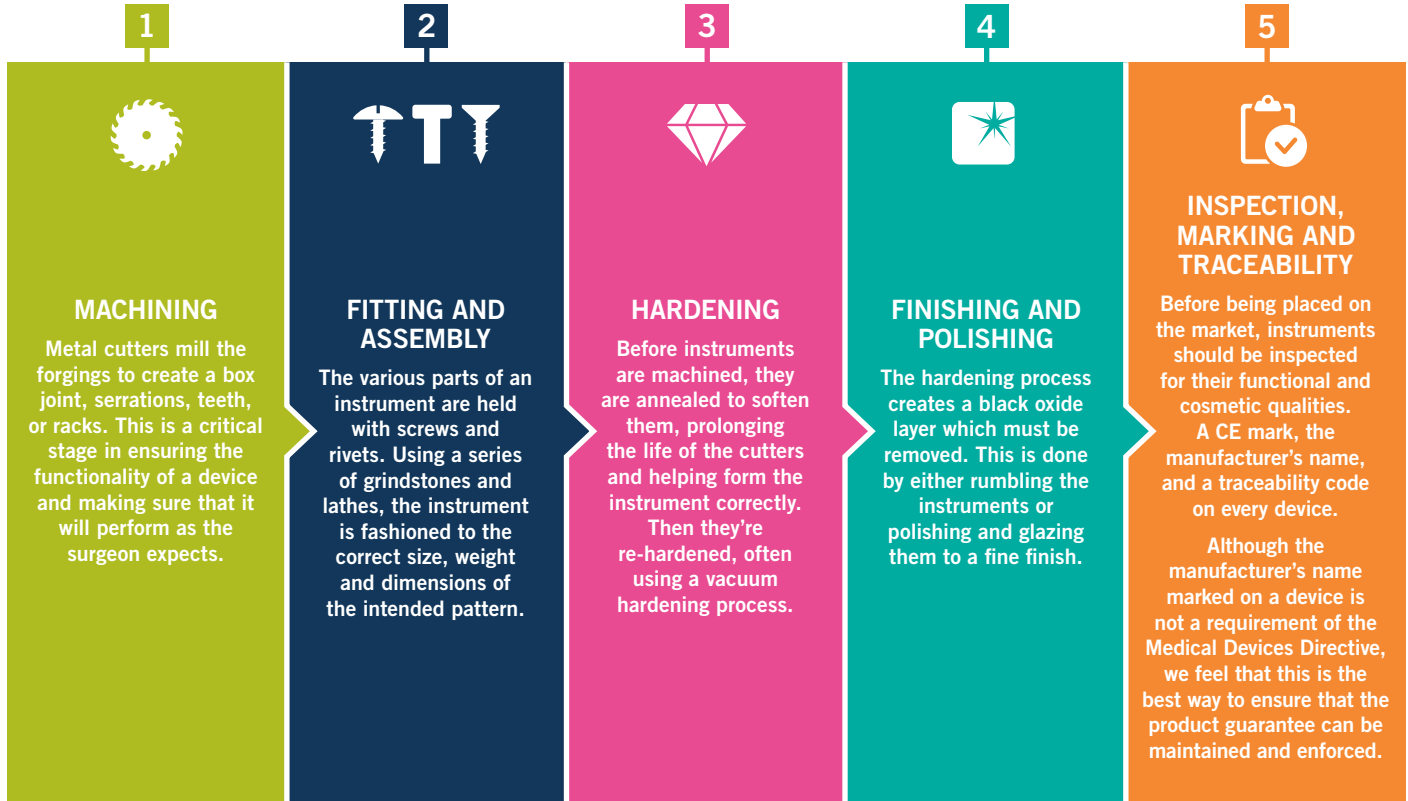 1
MACHINING
Metal cutters mill the
forgings to create a box
joint, serrations, teeth,
or racks. This is a critical
stage in ensuring the
functionality of a device
and making sure that it
will perform as the
surgeon expects.
2
FITTING AND
ASSEMBLY
The various parts of an
instrument are held
with screws and
rivets. Using a series
of grindstones and
lathes, the instrument
is fashioned to the
correct size, weight
and dimensions of
the intended pattern.
3
HARDENING
Before instruments
are machined, they
are annealed to soften
them, prolonging
the life of the cutters
and helping form the
instrument correctly.
Then they’re
re-hardened, often
using a vacuum
hardening process.
4
FINISHING AND
POLISHING
The hardening process
creates a black oxide
layer which must be
removed. This is done
by either rumbling the
instruments or
polishing and glazing
them to a fine finish.
5
INSPECTION,
MARKING AND
TRACEABILITY
Before being placed on
the market, instruments
should be inspected
for their functional and
cosmetic qualities.
A CE mark, the
manufacturer’s name,
and a traceability code
on every device.
Although the
manufacturer’s name
marked on a device is
not a requirement of the
Medical Devices Directive,
we feel that this is the
best way to ensure that the
product guarantee can be
maintained and enforced.